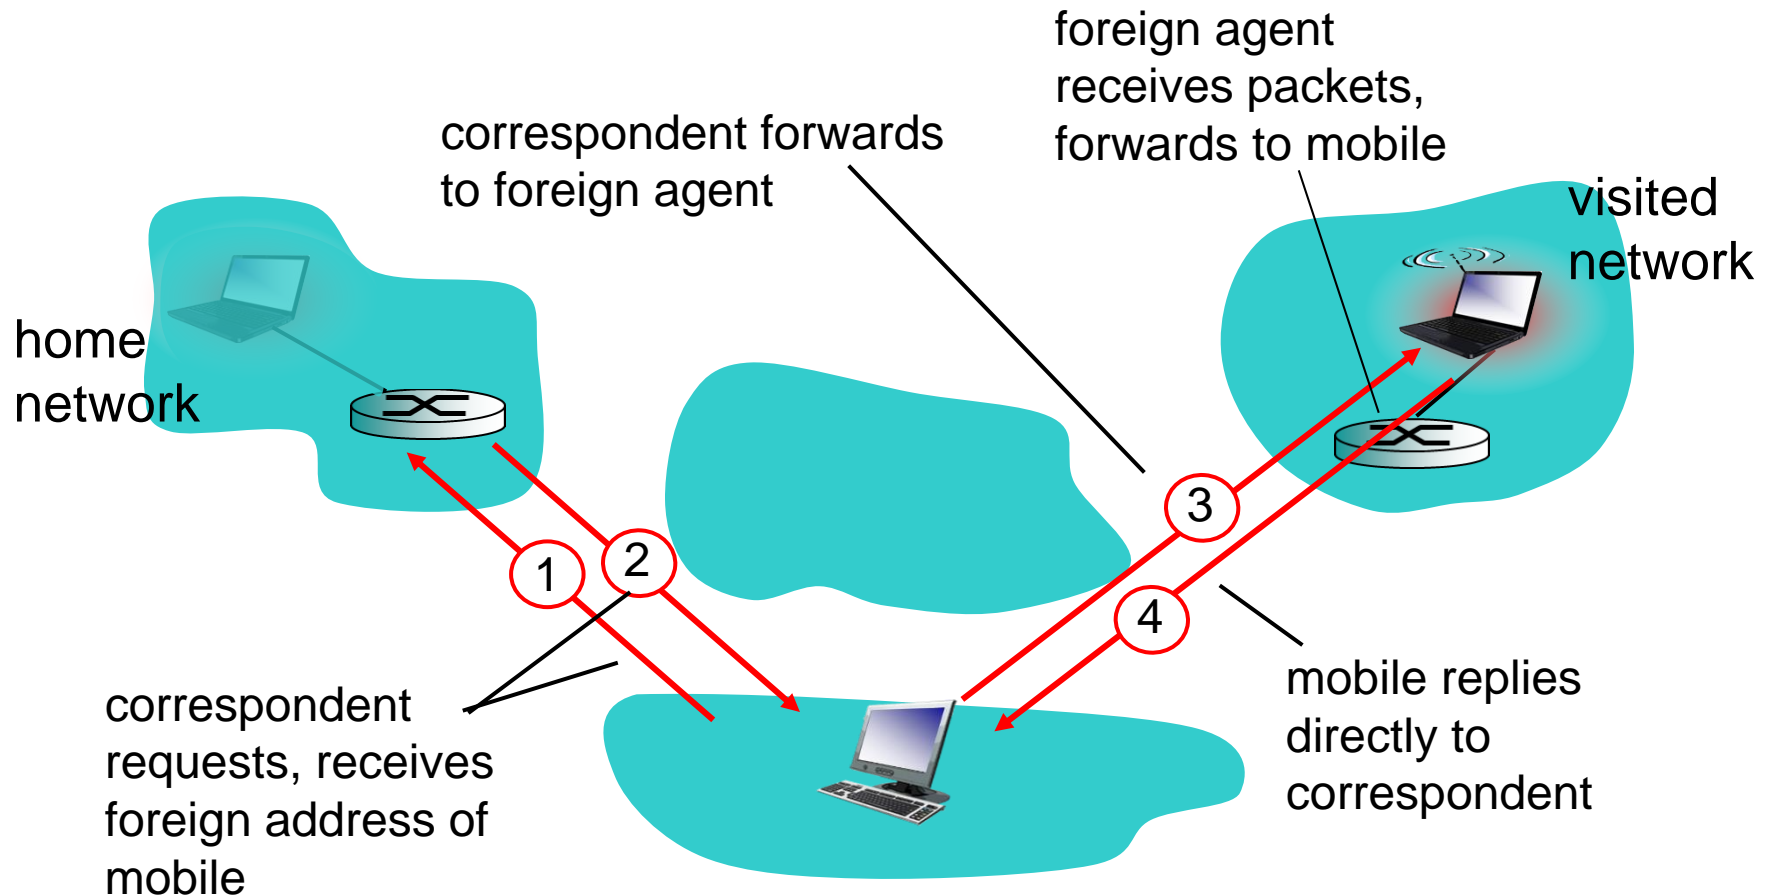 foreign agent
receives packets,
forwards to mobile
correspondent forwards
to foreign agent
visited
network
home
network
3
2
1
4
correspondent
requests, receives
foreign address of
mobile
mobile replies
directly to
correspondent